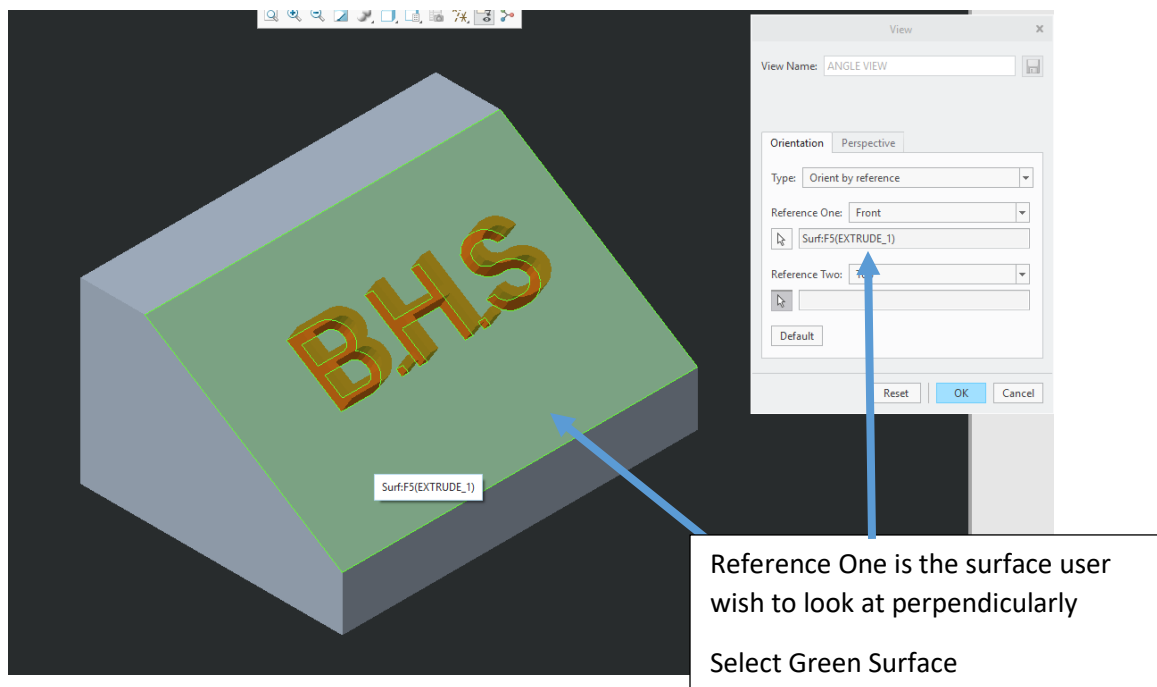 View
View Name: ANGLE VIEW
Orientation Perspective
Type: Orient by reference
Reference One: Front
Surf:F5(EXTRUDE_1)
Reference Two:
Default
Reset OK Cancel
B.H.S
Surf:F5(EXTRUDE_1)
Reference One is the surface user
wish to look at perpendicularly
Select Green Surface